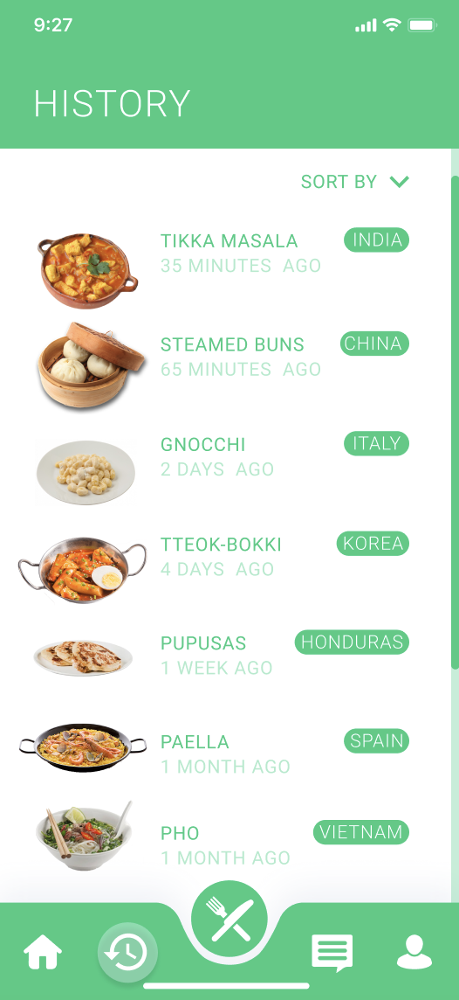 9:27
HISTORY
SORT BY
TIKKA MASALA INDIA
35 MINUTES AGO
STEAMED BUNS CHINA
65 MINUTES AGO
GNOCCHI ITALY
2 DAYS AGO
TTEOK-BOKKI KOREA
4 DAYS AGO
PUPUSAS HONDURAS
1 WEEK AGO
PAELLA SPAIN
1 MONTH AGO
PHO VIETNAM
1 MONTH AGO